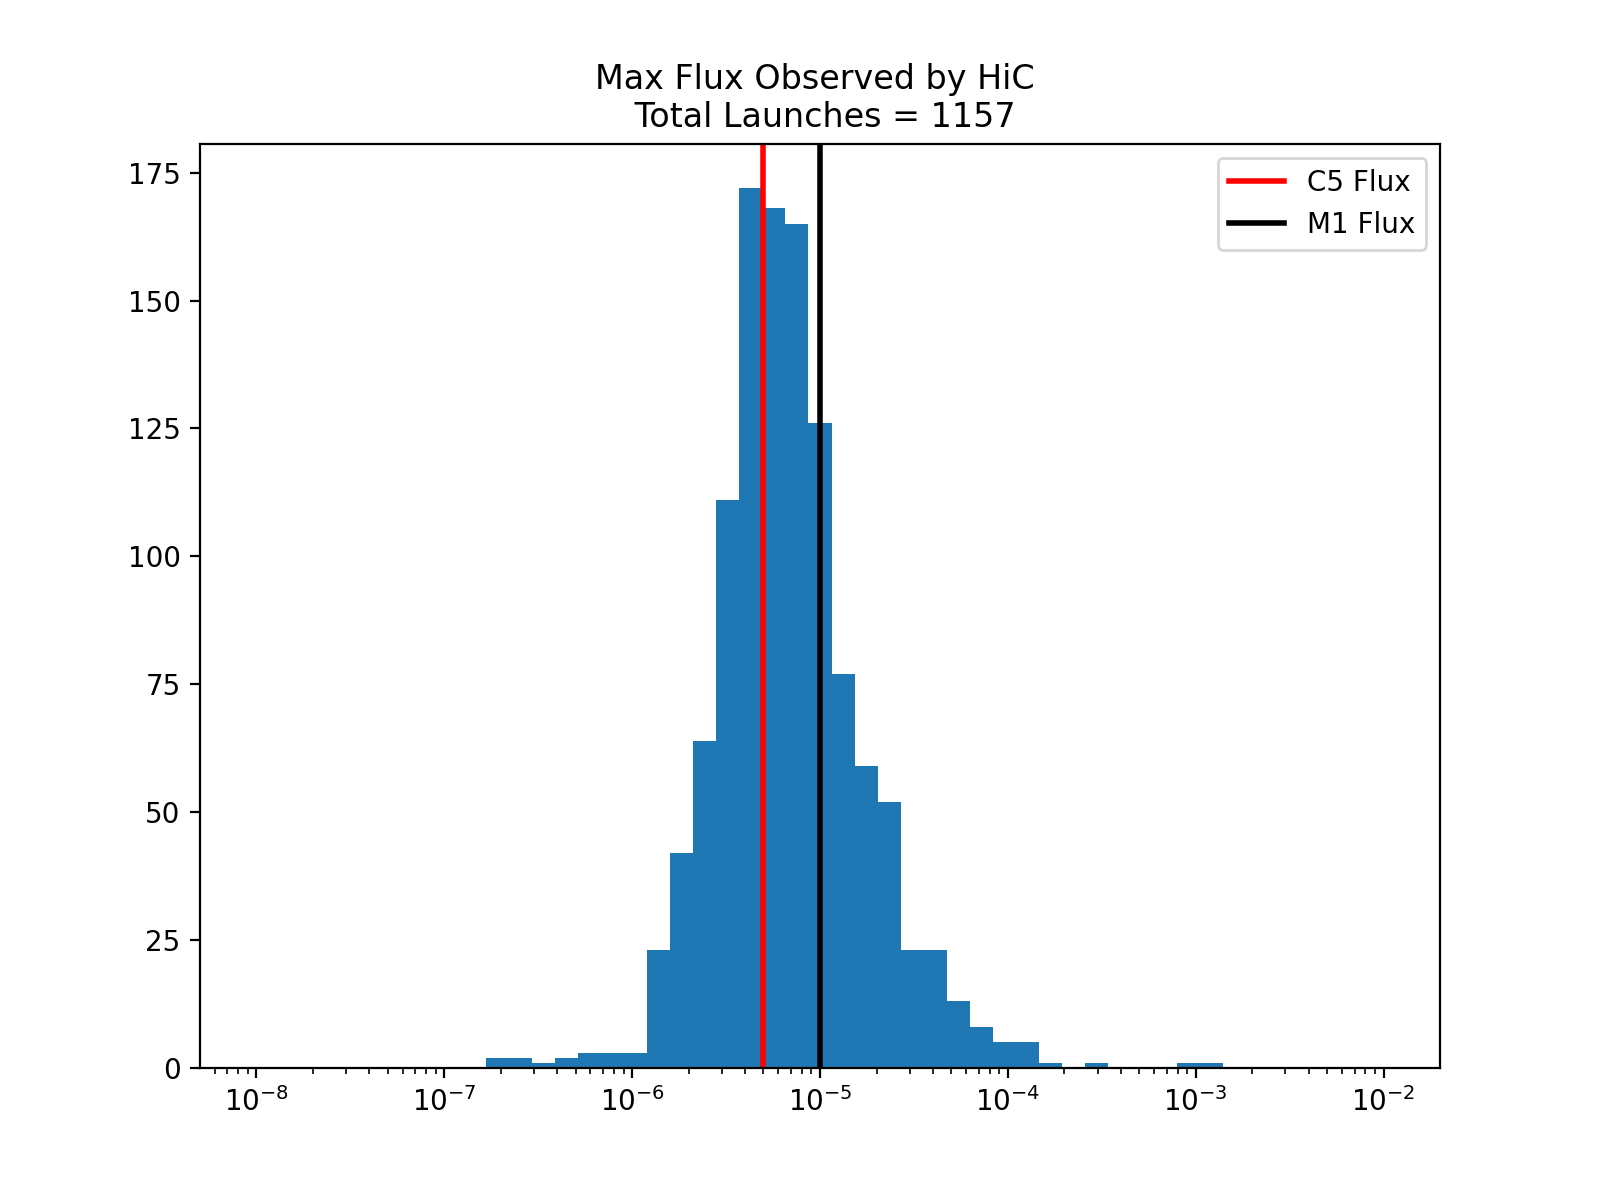 Max Flux Observed by HiC
Total Launches = 1157
C5 Flux
M1 Flux
175
150
125
100
75
50
25
0
10⁻⁸ 10⁻⁷ 10⁻⁶ 10⁻⁵ 10⁻⁴ 10⁻³ 10⁻²